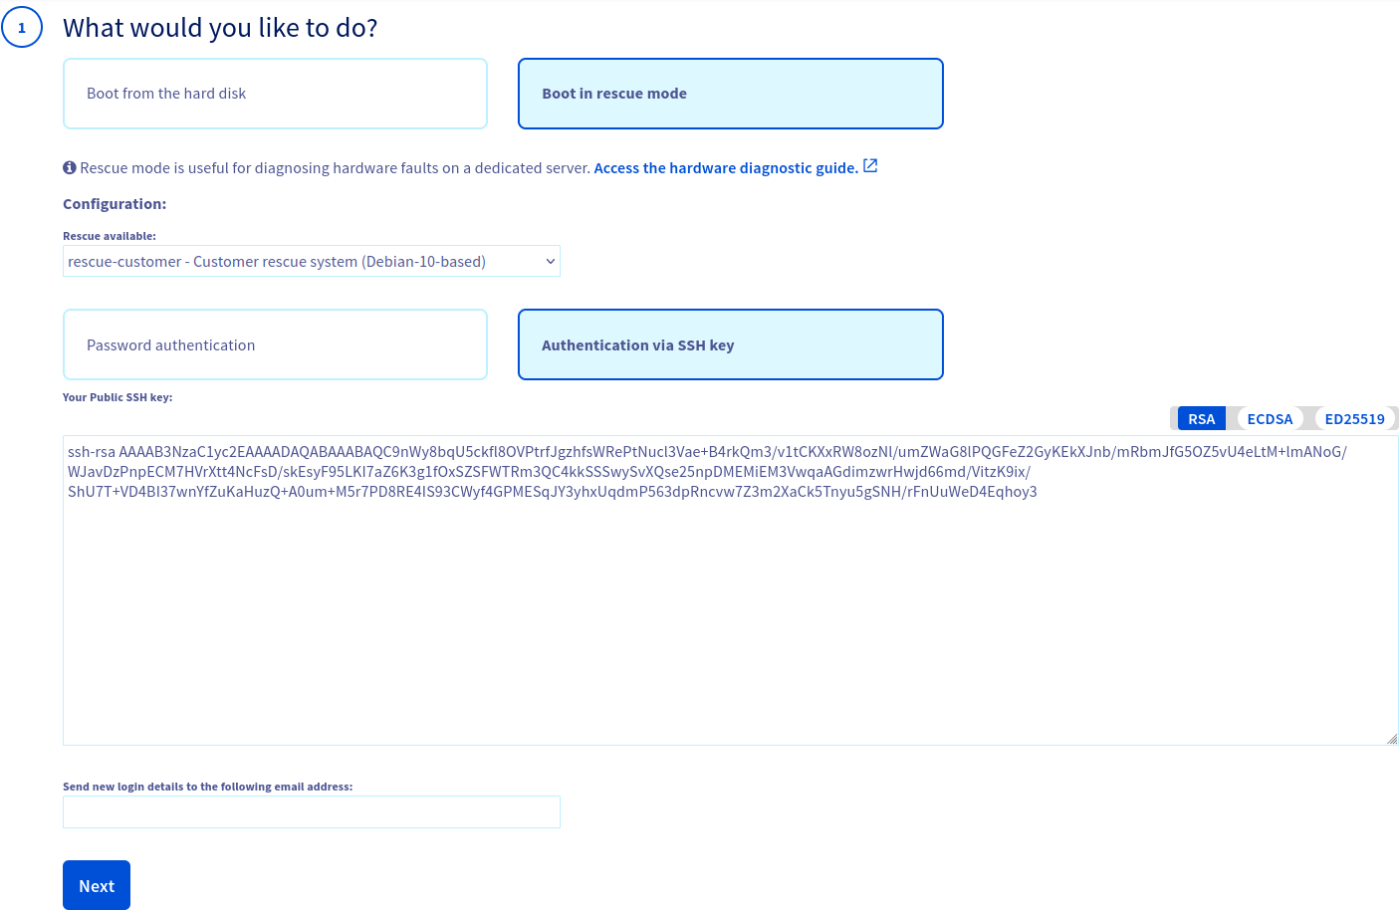 1
What would you like to do?
Boot from the hard disk
Boot in rescue mode
Rescue mode is useful for diagnosing hardware faults on a dedicated server. Access the hardware diagnostic guide.
Configuration:
Rescue available:
rescue-customer - Customer rescue system (Debian-10-based)
Password authentication
Authentication via SSH key
Your Public SSH key:
RSA ECDSA ED25519
ssh-rsa AAAAB3NzaC1yc2EAAAADAQABAAABAQC9nWy8bqU5ckfl8OVPtrfJgzhfsWRePtNucl3Vae+B4rkQm3/v1tCKXxRW8ozNl/umZWaG8lPQGFeZ2GyKEkXJnb/mRbmJfG5OZ5vU4eLtM+lmANoG/
WJavDzPnpECM7HVrXtt4NcFsD/skEsyF95LKI7aZ6K3g1fOxSZSFWTRm3QC4kkSSSwySvXQse25npDMEMiEM3VwqaAGdimzwrHwjd66md/VitzK9ix/
ShU7T+VD4BI37wnYfZuKaHuzQ+A0um+M5r7PD8RE4IS93CWyf4GPMESqJY3yhxUqdmP563dpRncvw7Z3m2XaCk5Tnyu5gSNH/rFnUuWeD4Eqhoy3
Send new login details to the following email address:
Next